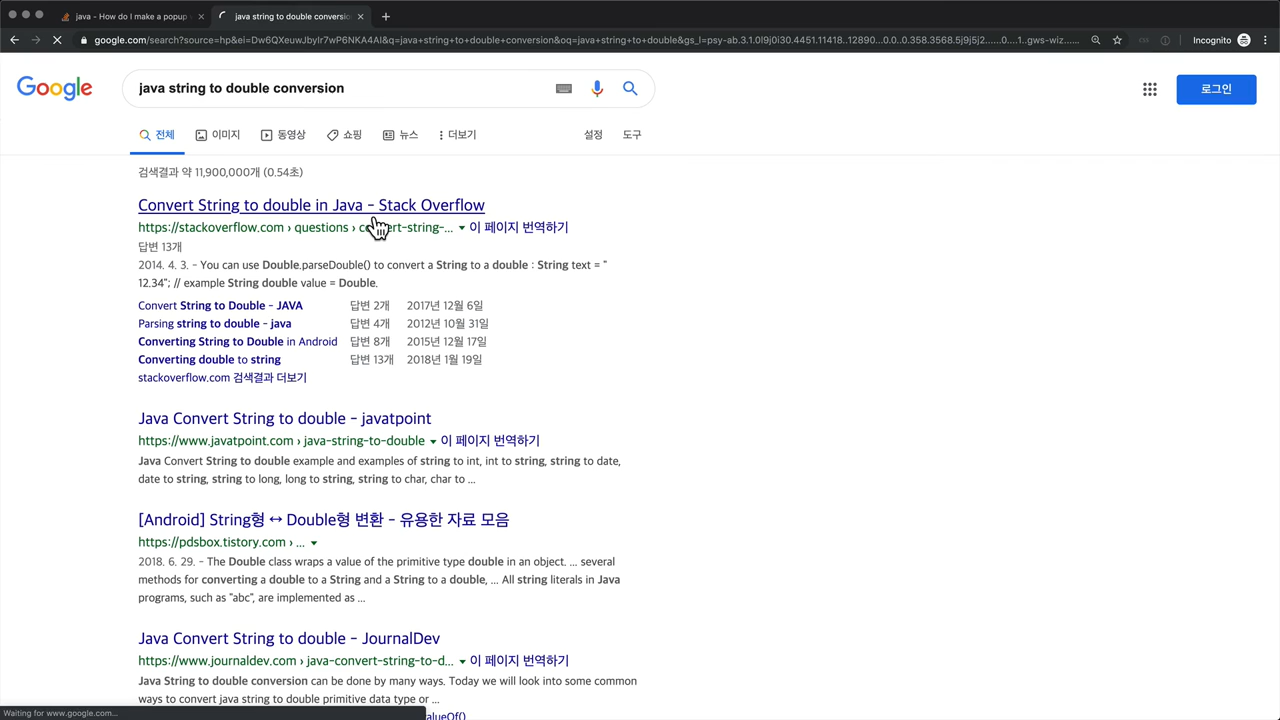 java - How do I make a popup
java string to double conversio
google.com/search?source=hp&ei=Dw6QXeuwJbylr7wP6NKA4AI&q=java+string+to+double+conversion&oq=java+string+to+double&gs_l=psy-ab.3.1.0l9j0i30.4451.11418..12890...0.0..0.358.3568.5j9j5j2......0....1..gws-wiz.... Incognito
Google java string to double conversion 로그인
전체 이미지 동영상 쇼핑 뉴스 더보기 설정 도구
검색결과 약 11,900,000개 (0.54초)
Convert String to double in Java - Stack Overflow
https://stackoverflow.com › questions › convert-string-... 이 페이지 번역하기
답변 13개
2014. 4. 3. - You can use Double.parseDouble() to convert a String to a double : String text = "
12.34"; // example String double value = Double.
Convert String to Double - JAVA 답변 2개 2017년 12월 6일
Parsing string to double - java 답변 4개 2012년 10월 31일
Converting String to Double in Android 답변 8개 2015년 12월 17일
Converting double to string 답변 13개 2018년 1월 19일
stackoverflow.com 검색결과 더보기
Java Convert String to double - javatpoint
https://www.javatpoint.com › java-string-to-double 이 페이지 번역하기
Java Convert String to double example and examples of string to int, int to string, string to date,
date to string, string to long, long to string, string to char, char to ...
[Android] String형 ↔ Double형 변환 - 유용한 자료 모음
https://pdsbox.tistory.com › ...
2018. 6. 29. - The Double class wraps a value of the primitive type double in an object. ... several
methods for converting a double to a String and a String to a double, ... All string literals in Java
programs, such as "abc", are implemented as ...
Java Convert String to double - JournalDev
https://www.journaldev.com › java-convert-string-to-d... 이 페이지 번역하기
Java String to double conversion can be done by many ways. Today we will look into some common
ways to convert java string to double primitive data type or ...
alueOf()
Waiting for www.google.com...